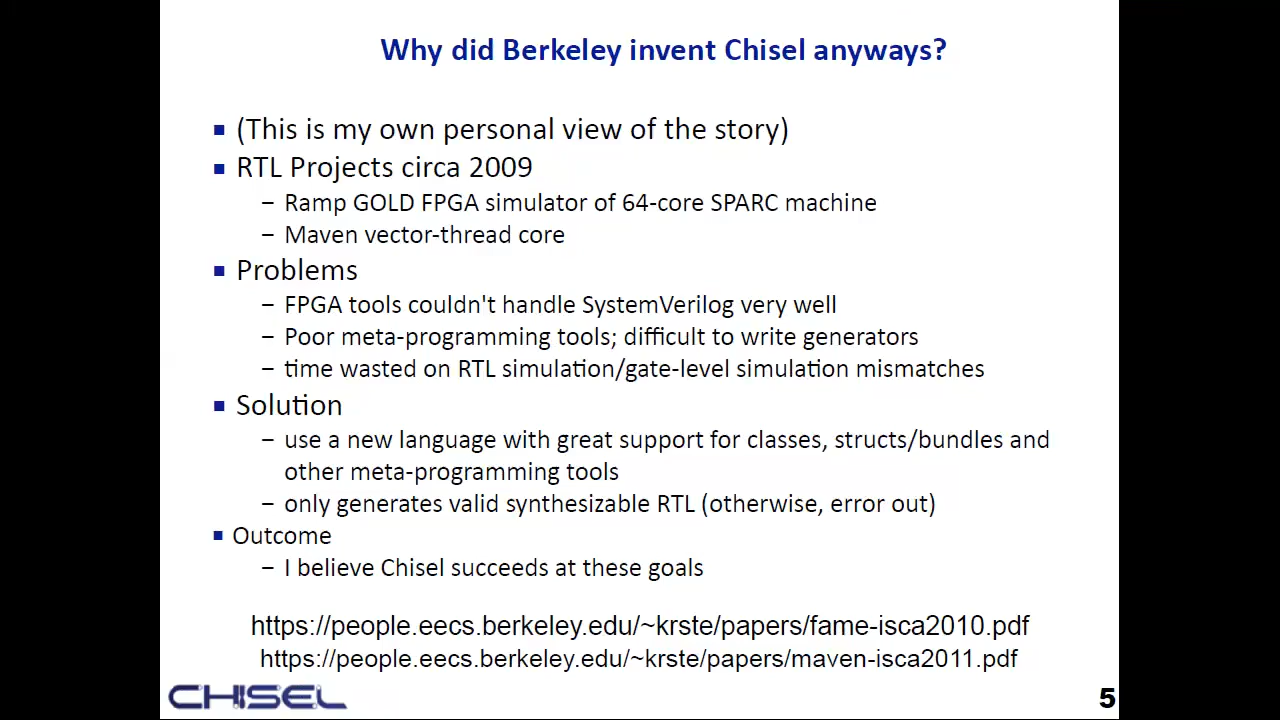 Why did Berkeley invent Chisel anyways?
▪ (This is my own personal view of the story)
▪ RTL Projects circa 2009
– Ramp GOLD FPGA simulator of 64-core SPARC machine
– Maven vector-thread core
▪ Problems
– FPGA tools couldn't handle SystemVerilog very well
– Poor meta-programming tools; difficult to write generators
– time wasted on RTL simulation/gate-level simulation mismatches
▪ Solution
– use a new language with great support for classes, structs/bundles and
other meta-programming tools
– only generates valid synthesizable RTL (otherwise, error out)
▪ Outcome
– I believe Chisel succeeds at these goals
https://people.eecs.berkeley.edu/~krste/papers/fame-isca2010.pdf
https://people.eecs.berkeley.edu/~krste/papers/maven-isca2011.pdf
CHISEL
5